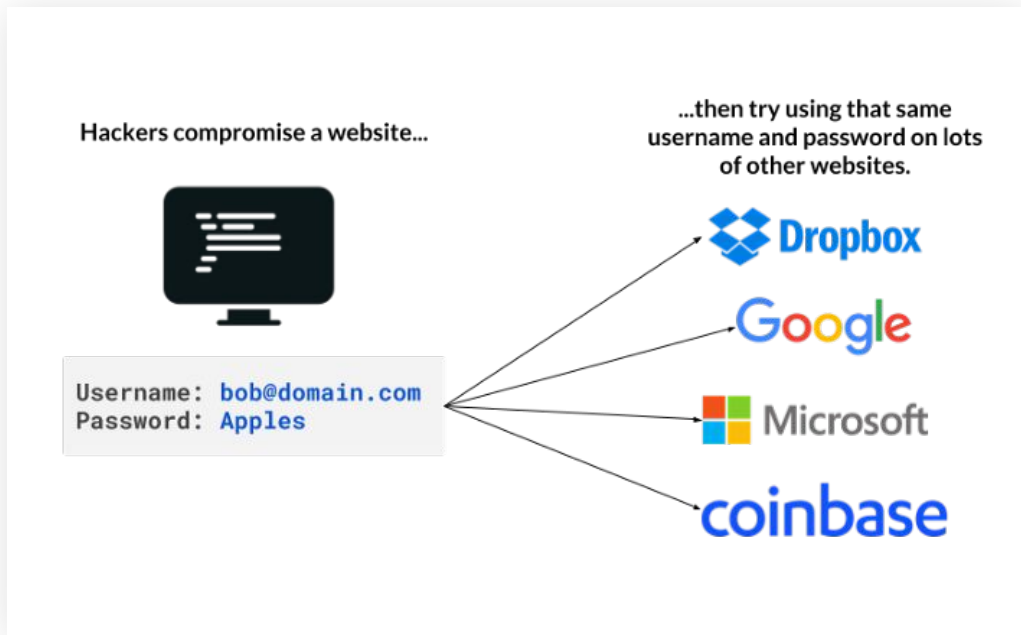 Hackers compromise a website...
...then try using that same
username and password on lots
of other websites.
Dropbox
Google
Microsoft
coinbase
Username: bob@domain.com
Password: Apples